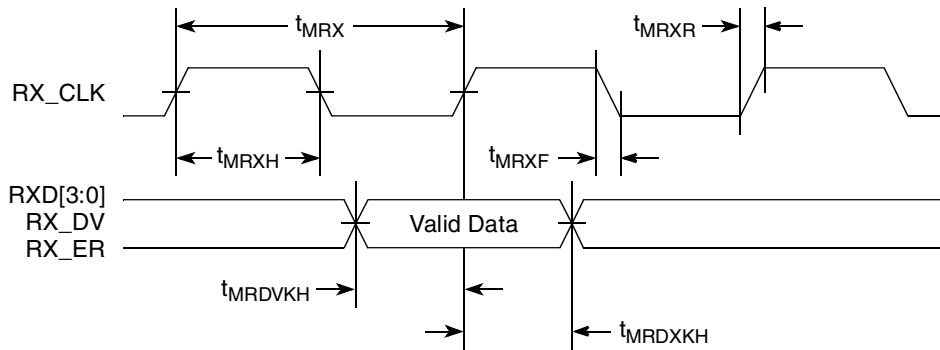 tMRX
tMRXR
RX_CLK
tMRXH
tMRXF
RXD[3:0]
RX_DV
Valid Data
RX_ER
tMRDVKH
tMRDXKH